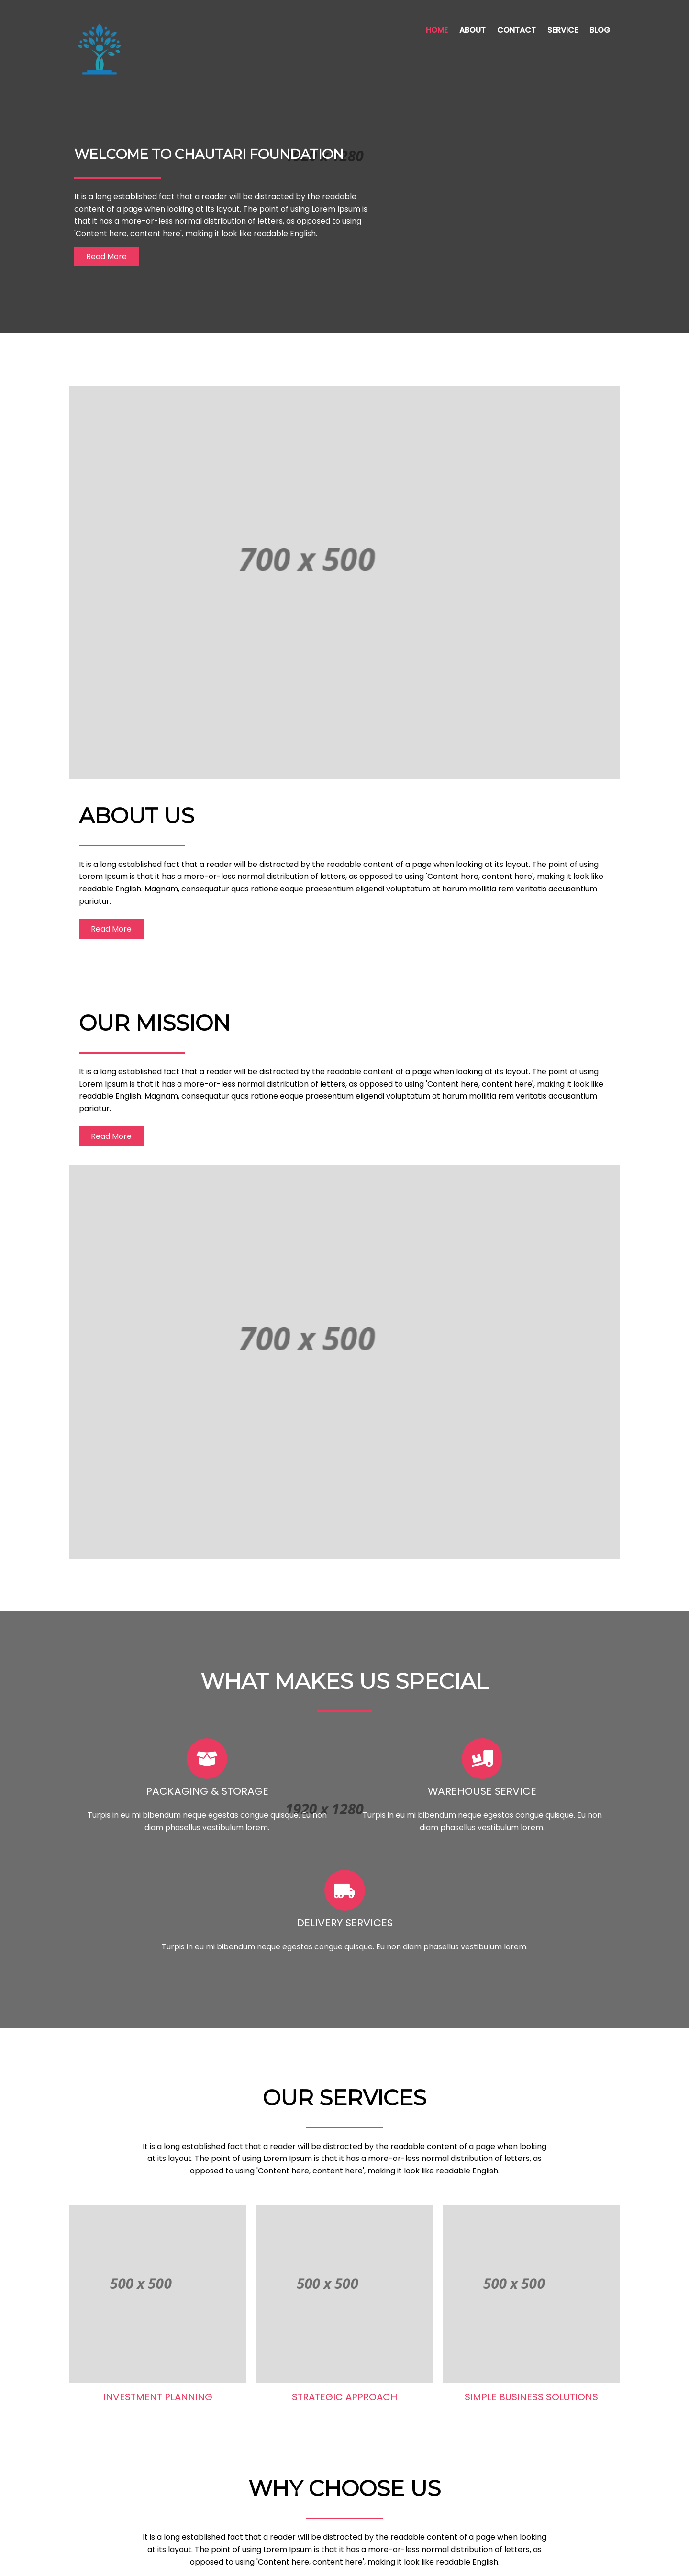 HOME ABOUT CONTACT SERVICE BLOG
WELCOME TO CHAUTARI FOUNDATION
It is a long established fact that a reader will be distracted by the readable
content of a page when looking at its layout. The point of using Lorem Ipsum is
that it has a more-or-less normal distribution of letters, as opposed to using
'Content here, content here', making it look like readable English.
Read More
700 x 500
ABOUT US
It is a long established fact that a reader will be distracted by the readable content of a page when looking at its layout. The point of using
Lorem Ipsum is that it has a more-or-less normal distribution of letters, as opposed to using 'Content here, content here', making it look like
readable English. Magnam, consequatur quas ratione eaque praesentium eligendi voluptatum at harum mollitia rem veritatis accusantium
pariatur.
Read More
OUR MISSION
It is a long established fact that a reader will be distracted by the readable content of a page when looking at its layout. The point of using
Lorem Ipsum is that it has a more-or-less normal distribution of letters, as opposed to using 'Content here, content here', making it look like
readable English. Magnam, consequatur quas ratione eaque praesentium eligendi voluptatum at harum mollitia rem veritatis accusantium
pariatur.
Read More
700 x 500
WHAT MAKES US SPECIAL
PACKAGING & STORAGE
Turpis in eu mi bibendum neque egestas congue quisque. Eu non
diam phasellus vestibulum lorem.
1920 x 1280
WAREHOUSE SERVICE
Turpis in eu mi bibendum neque egestas congue quisque. Eu non
diam phasellus vestibulum lorem.
DELIVERY SERVICES
Turpis in eu mi bibendum neque egestas congue quisque. Eu non diam phasellus vestibulum lorem.
OUR SERVICES
It is a long established fact that a reader will be distracted by the readable content of a page when looking
at its layout. The point of using Lorem Ipsum is that it has a more-or-less normal distribution of letters, as
opposed to using 'Content here, content here', making it look like readable English.
500 x 500 500 x 500 500 x 500
INVESTMENT PLANNING STRATEGIC APPROACH SIMPLE BUSINESS SOLUTIONS
WHY CHOOSE US
It is a long established fact that a reader will be distracted by the readable content of a page when looking
at its layout. The point of using Lorem Ipsum is that it has a more-or-less normal distribution of letters, as
opposed to using 'Content here, content here', making it look like readable English.